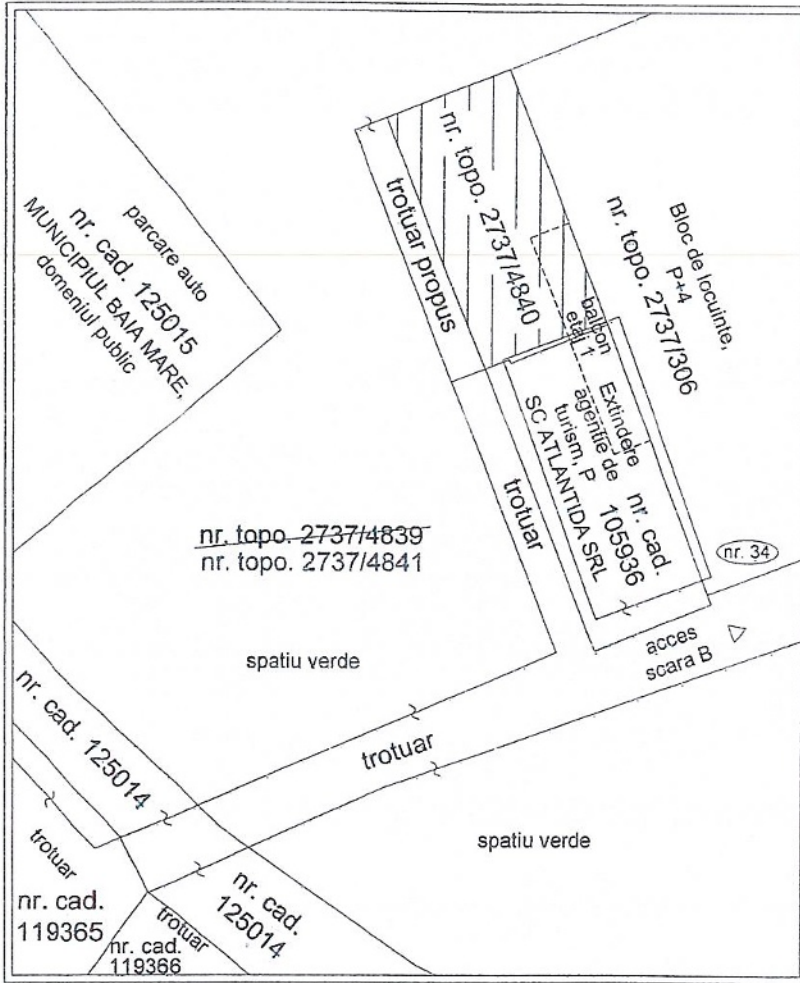 nr. topo. 2737/4840
trotuar propus
Bloc de locuinte,
P+4
nr. topo. 2737/306
parcare auto
nr. cad. 125015
MUNICIPIUL BAIA MARE,
domeniul public
balcon
etaj 1
Extindere
agentie de
turism, P
SC ATLANTIDA SRL
nr. cad.
105936
trotuar
nr. topo. 2737/4839
nr. topo. 2737/4841
nr. 34
acces
scara B
spatiu verde
nr. cad. 125014
trotuar
spatiu verde
trotuar
nr. cad.
119365
trotuar
nr. cad.
119366
nr. cad.
125014